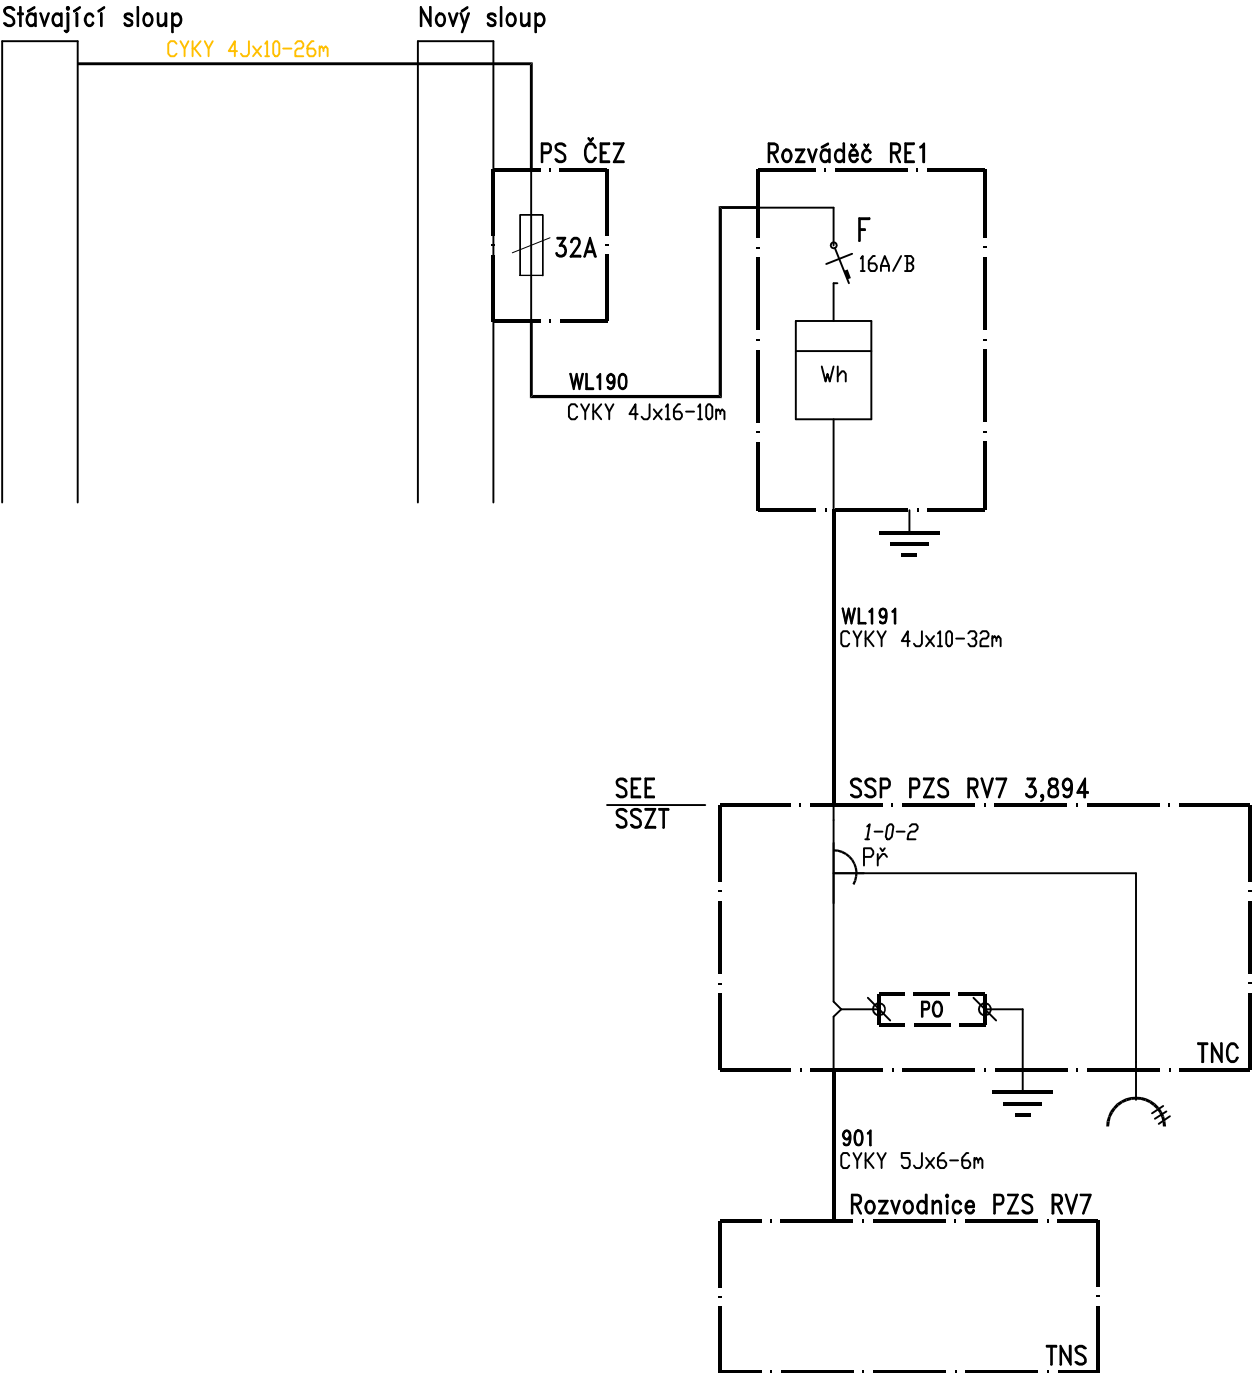 Stávající sloup
Nový sloup
CYKY 4Jx10-26m
PS ČEZ
Rozváděč RE1
32A
F
16A/B
Wh
WL190
CYKY 4Jx16-10m
WL191
CYKY 4Jx10-32m
SEE
SSZT
SSP PZS RV7 3,894
1-0-2
Př
PO
TNC
901
CYKY 5Jx6-6m
Rozvodnice PZS RV7
TNS